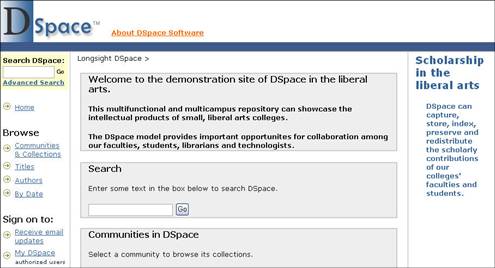 DSpace™
About DSpace Software
Search DSpace:
Go
Advanced Search
Home
Browse
Communities
& Collections
Titles
Authors
By Date
Sign on to:
Receive email
updates
My DSpace
authorized users
Longsight DSpace >
Welcome to the demonstration site of DSpace in the liberal
arts.
This multifunctional and multicampus repository can showcase the
intellectual products of small, liberal arts colleges.
The DSpace model provides important opportunites for collaboration among
our faculties, students, librarians and technologists.
Search
Enter some text in the box below to search DSpace.
Go
Communities in DSpace
Select a community to browse its collections.
Scholarship
in the
liberal arts
DSpace can
capture,
store, index,
preserve and
redistribute
the scholarly
contributions of
our colleges'
faculties and
students.